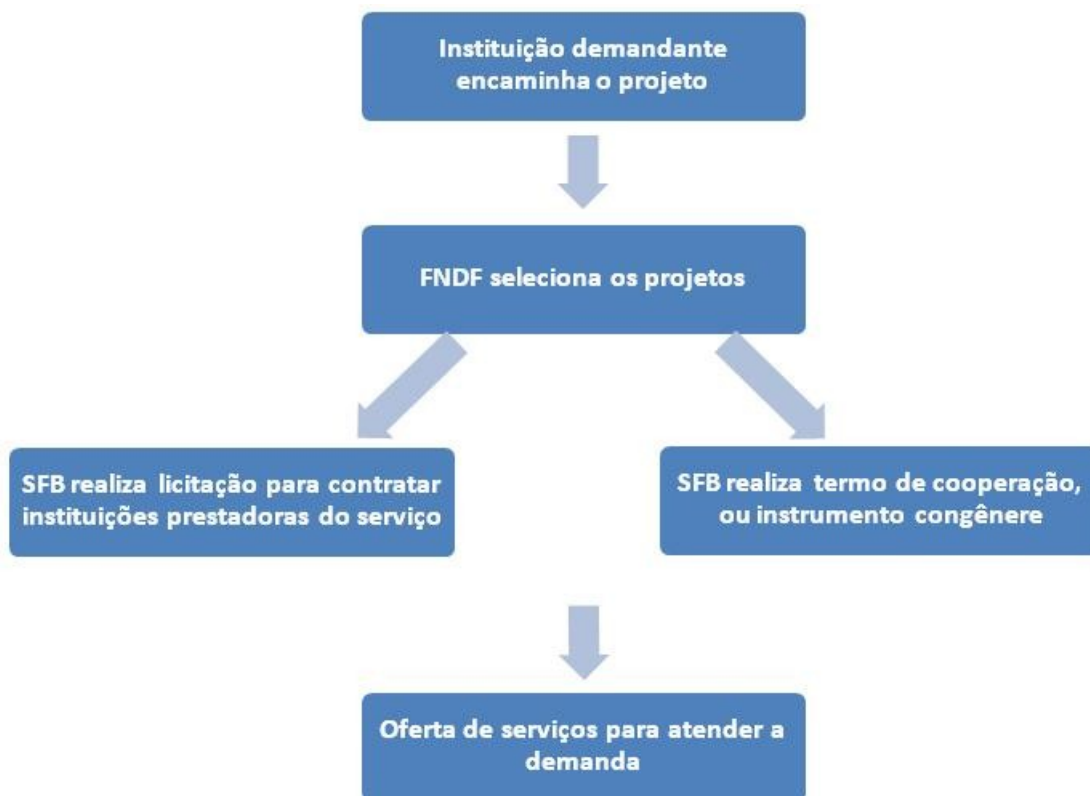 Instituição demandante
encaminha o projeto
FNDF seleciona os projetos
SFB realiza licitação para contratar
instituições prestadoras do serviço
SFB realiza termo de cooperação,
ou instrumento congênere
Oferta de serviços para atender a
demanda